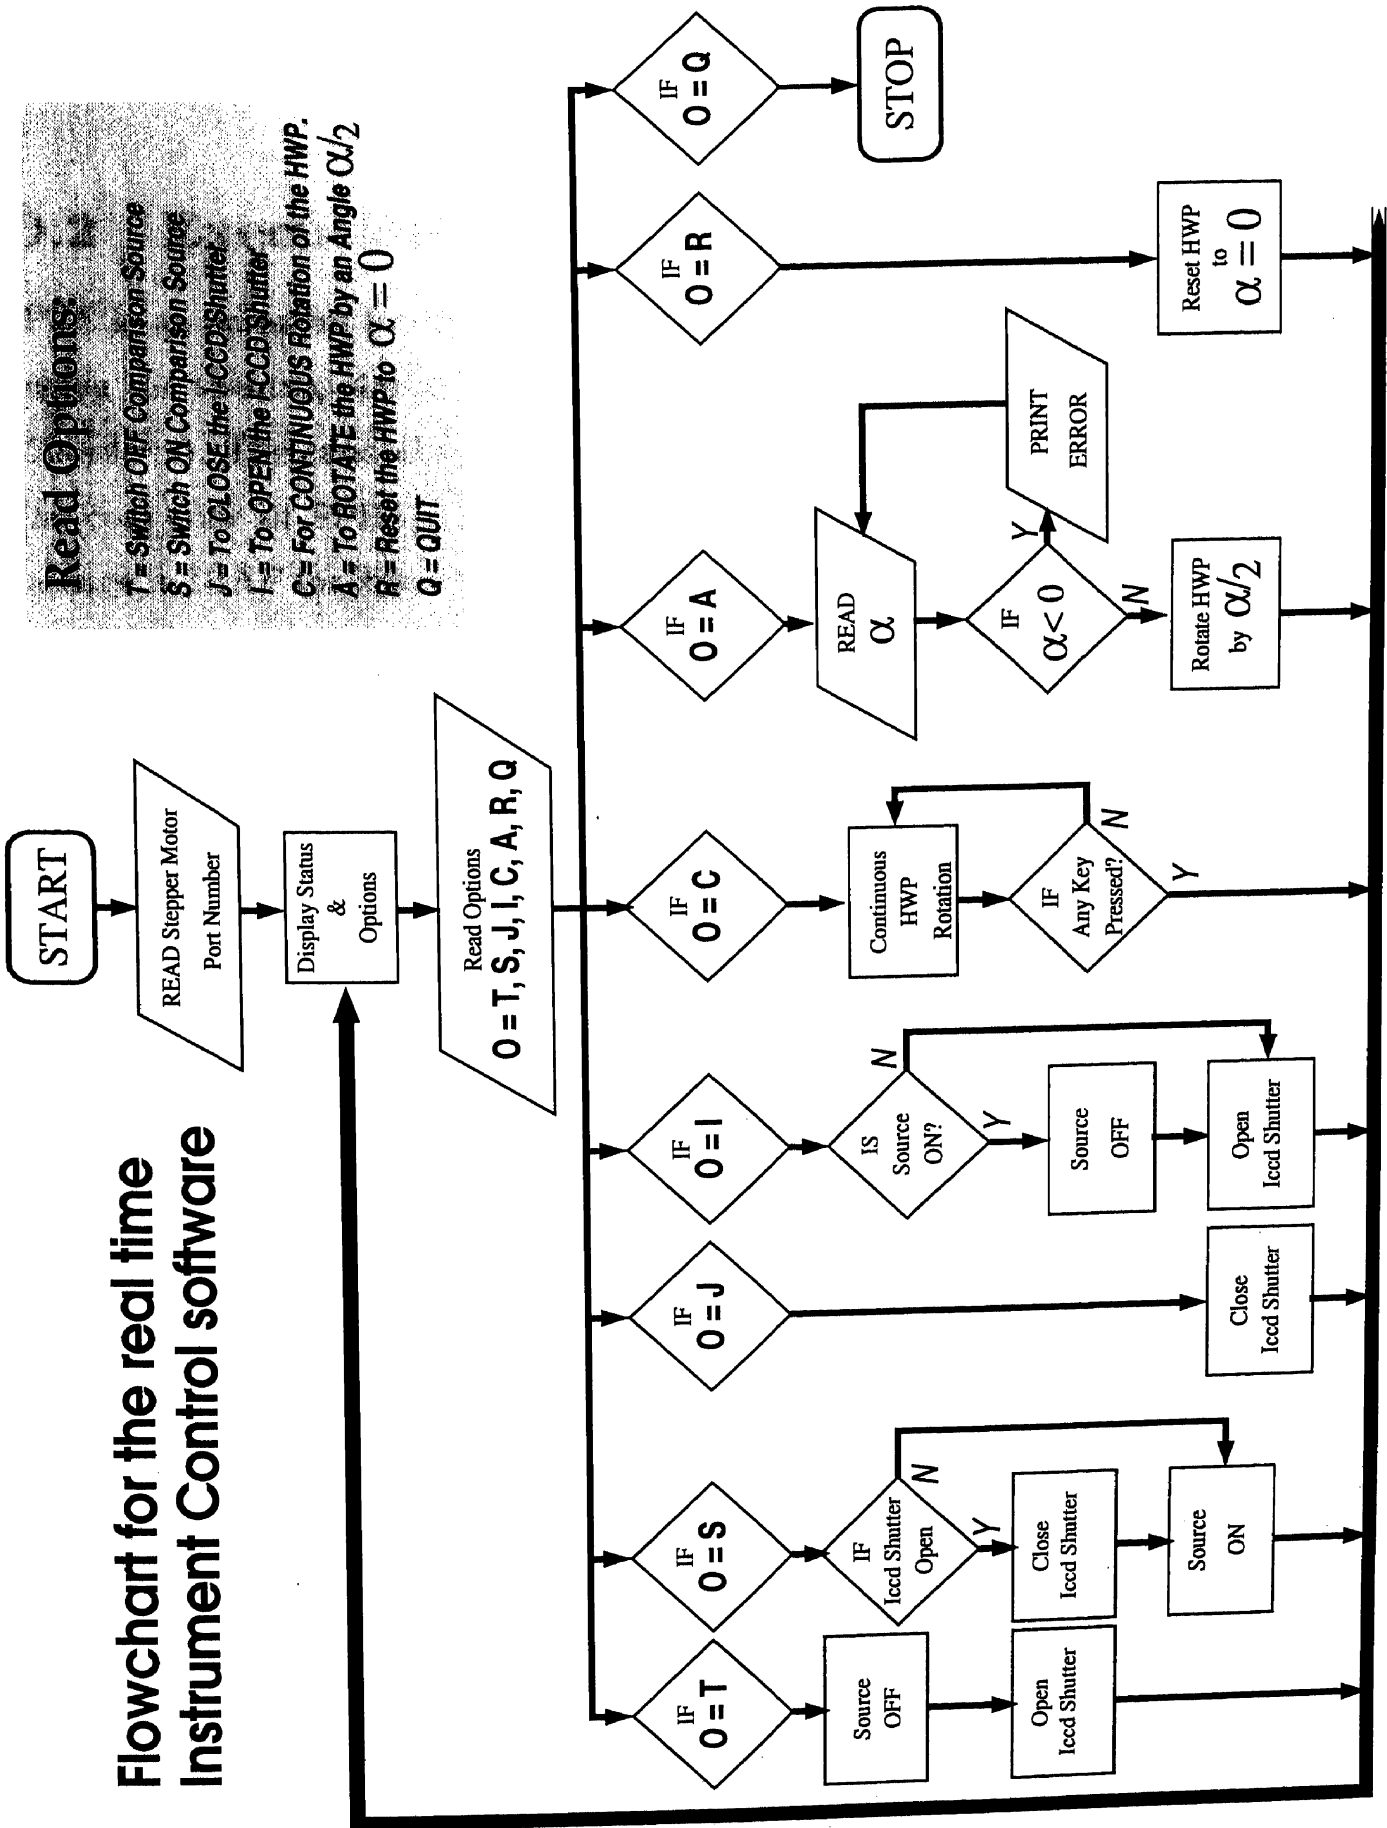 Flowchart for the real time
Instrument Control software
START
READ Stepper Motor
Port Number
Display Status
&
Options
Read Options
O = T, S, J, I, C, A, R, Q
Read Options:
T = Switch OFF Comparison Source
S = Switch ON Comparison Source
J = To CLOSE the I-CCD Shutter
I = To OPEN the I-CCD Shutter
C = For CONTINUOUS Rotation of the HWP.
A = To ROTATE the HWP by an Angle α/2
R = Reset the HWP to α = 0
Q = QUIT
IF
O = T
Source
OFF
Open
Iccd Shutter
IF
O = S
IF
Iccd Shutter
Open
N
Y
Close
Iccd Shutter
Source
ON
IF
O = J
Close
Iccd Shutter
IF
O = I
IS
Source
ON?
N
Y
Source
OFF
Open
Iccd Shutter
IF
O = C
Continuous
HWP
Rotation
IF
Any Key
Pressed?
N
Y
IF
O = A
READ
α
IF
α < 0
Y
N
PRINT
ERROR
Rotate HWP
by α/2
IF
O = R
Reset HWP
to
α = 0
IF
O = Q
STOP